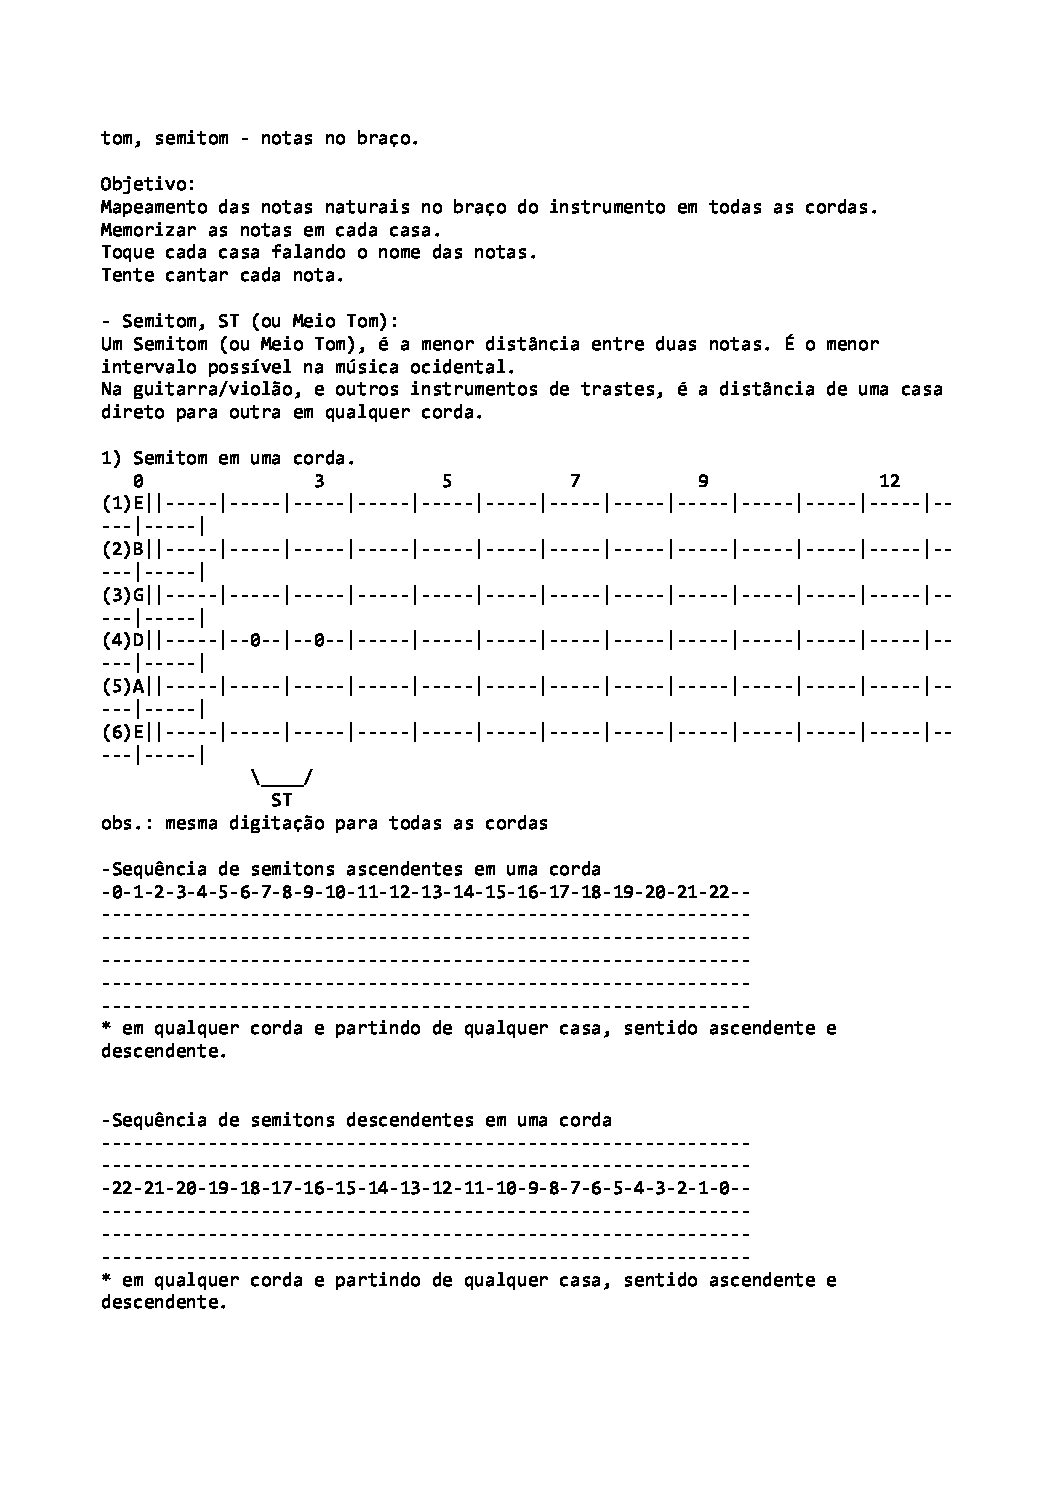 tom, semitom - notas no braço.
Objetivo:
Mapeamento das notas naturais no braço do instrumento em todas as cordas.
Memorizar as notas em cada casa.
Toque cada casa falando o nome das notas.
Tente cantar cada nota.
- Semitom, ST (ou Meio Tom):
Um Semitom (ou Meio Tom), é a menor distância entre duas notas. É o menor
intervalo possível na música ocidental.
Na guitarra/violão, e outros instrumentos de trastes, é a distância de uma casa
direto para outra em qualquer corda.
1) Semitom em uma corda.
   0                3           5           7           9                12
(1)E||-----|-----|-----|-----|-----|-----|-----|-----|-----|-----|-----|-----|--
---|-----|
(2)B||-----|-----|-----|-----|-----|-----|-----|-----|-----|-----|-----|-----|--
---|-----|
(3)G||-----|-----|-----|-----|-----|-----|-----|-----|-----|-----|-----|-----|--
---|-----|
(4)D||-----|--0--|--0--|-----|-----|-----|-----|-----|-----|-----|-----|-----|--
---|-----|
(5)A||-----|-----|-----|-----|-----|-----|-----|-----|-----|-----|-----|-----|--
---|-----|
(6)E||-----|-----|-----|-----|-----|-----|-----|-----|-----|-----|-----|-----|--
---|-----|
              \____/
                ST
obs.: mesma digitação para todas as cordas
-Sequência de semitons ascendentes em uma corda
-0-1-2-3-4-5-6-7-8-9-10-11-12-13-14-15-16-17-18-19-20-21-22--
-------------------------------------------------------------
-------------------------------------------------------------
-------------------------------------------------------------
-------------------------------------------------------------
-------------------------------------------------------------
* em qualquer corda e partindo de qualquer casa, sentido ascendente e
descendente.
-Sequência de semitons descendentes em uma corda
-------------------------------------------------------------
-------------------------------------------------------------
-22-21-20-19-18-17-16-15-14-13-12-11-10-9-8-7-6-5-4-3-2-1-0--
-------------------------------------------------------------
-------------------------------------------------------------
-------------------------------------------------------------
* em qualquer corda e partindo de qualquer casa, sentido ascendente e
descendente.